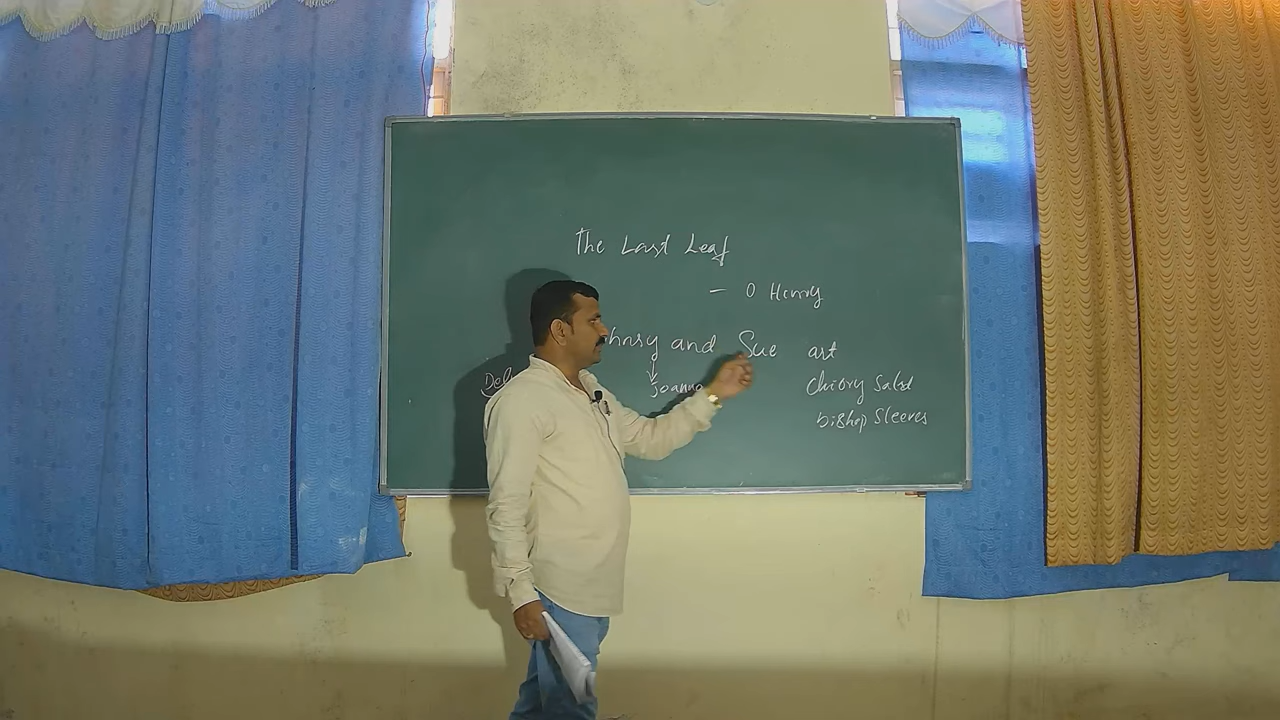 The Last Leaf
– O Henry
and Sue art
Joanna
chicory Salad
bishop Sleeves